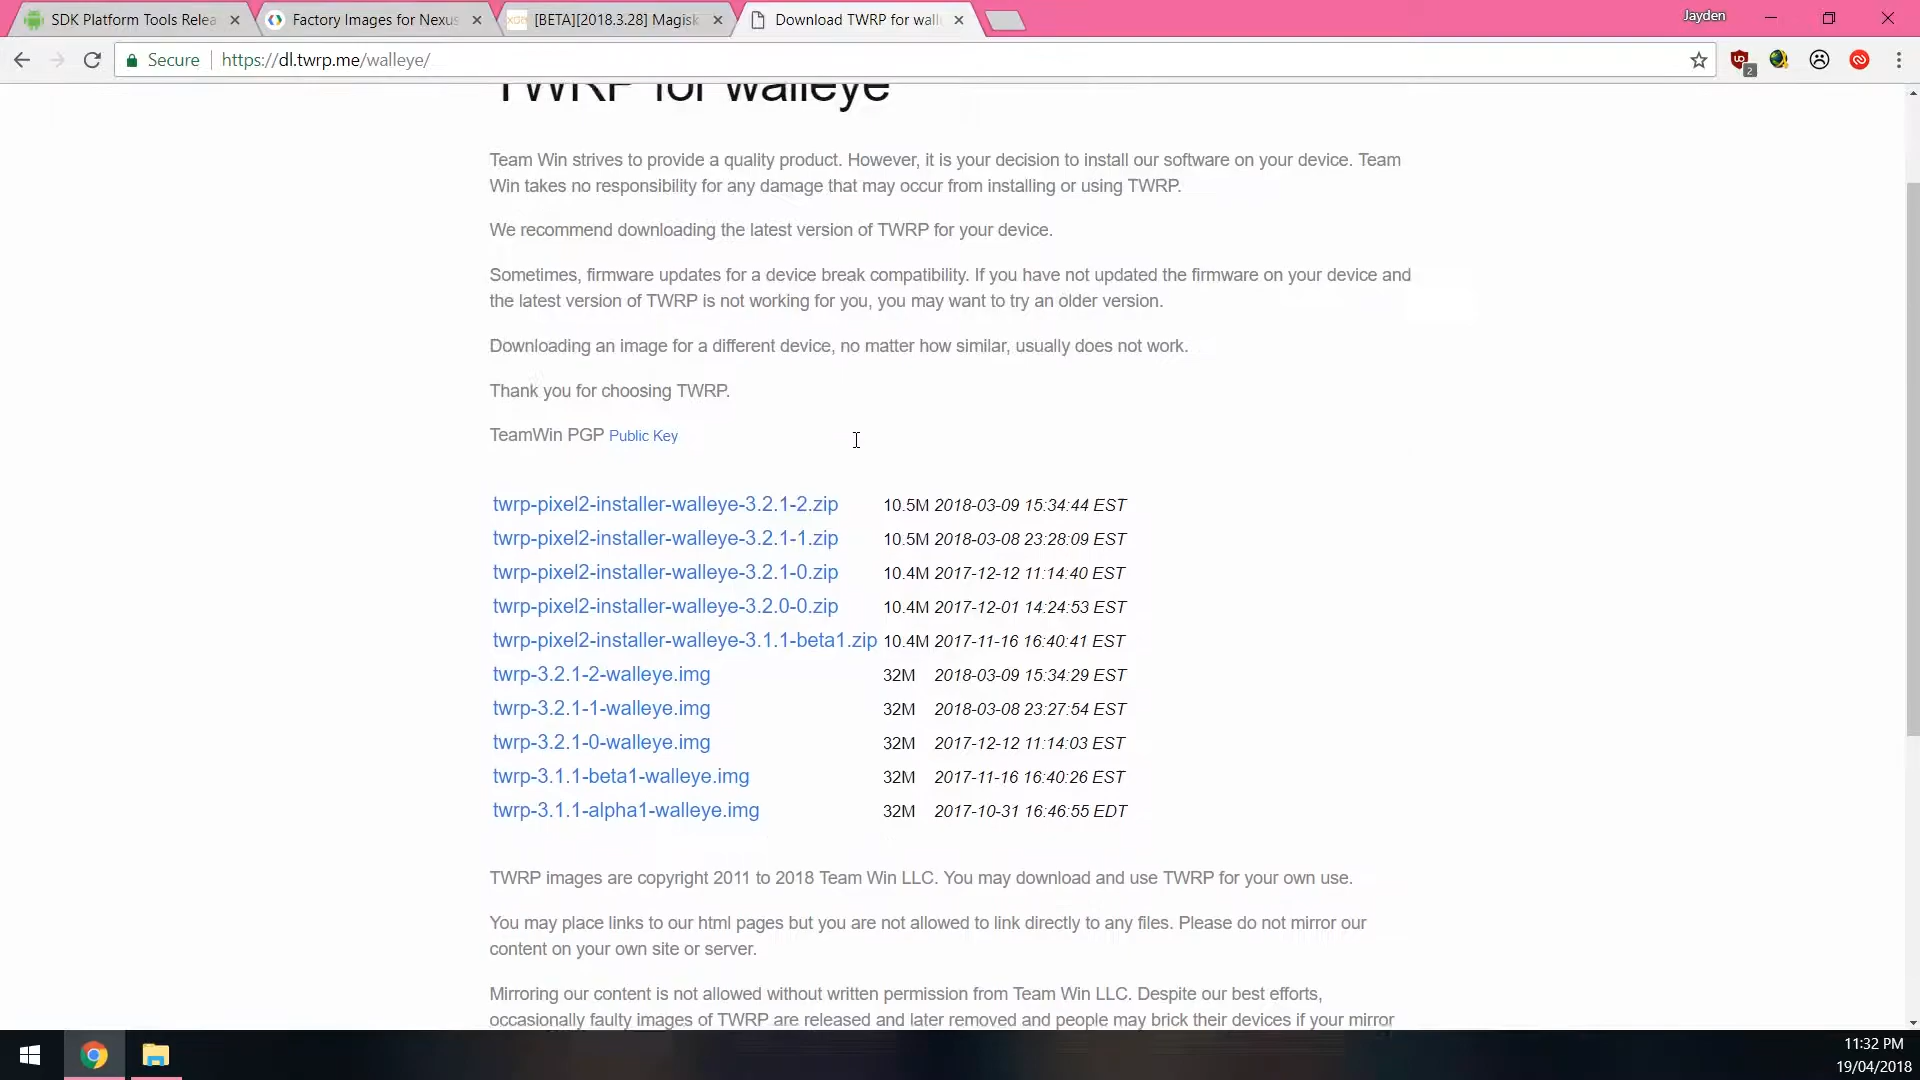 SDK Platform Tools Relea
Factory Images for Nexus
[BETA][2018.3.28] Magisk
Download TWRP for wall
Jayden
Secure
https://dl.twrp.me/walleye/
2
TWRP for walleye
Team Win strives to provide a quality product. However, it is your decision to install our software on your device. Team
Win takes no responsibility for any damage that may occur from installing or using TWRP.
We recommend downloading the latest version of TWRP for your device.
Sometimes, firmware updates for a device break compatibility. If you have not updated the firmware on your device and
the latest version of TWRP is not working for you, you may want to try an older version.
Downloading an image for a different device, no matter how similar, usually does not work.
Thank you for choosing TWRP.
TeamWin PGP Public Key
twrp-pixel2-installer-walleye-3.2.1-2.zip 10.5M 2018-03-09 15:34:44 EST
twrp-pixel2-installer-walleye-3.2.1-1.zip 10.5M 2018-03-08 23:28:09 EST
twrp-pixel2-installer-walleye-3.2.1-0.zip 10.4M 2017-12-12 11:14:40 EST
twrp-pixel2-installer-walleye-3.2.0-0.zip 10.4M 2017-12-01 14:24:53 EST
twrp-pixel2-installer-walleye-3.1.1-beta1.zip 10.4M 2017-11-16 16:40:41 EST
twrp-3.2.1-2-walleye.img 32M 2018-03-09 15:34:29 EST
twrp-3.2.1-1-walleye.img 32M 2018-03-08 23:27:54 EST
twrp-3.2.1-0-walleye.img 32M 2017-12-12 11:14:03 EST
twrp-3.1.1-beta1-walleye.img 32M 2017-11-16 16:40:26 EST
twrp-3.1.1-alpha1-walleye.img 32M 2017-10-31 16:46:55 EDT
TWRP images are copyright 2011 to 2018 Team Win LLC. You may download and use TWRP for your own use.
You may place links to our html pages but you are not allowed to link directly to any files. Please do not mirror our
content on your own site or server.
Mirroring our content is not allowed without written permission from Team Win LLC. Despite our best efforts,
occasionally faulty images of TWRP are released and later removed and people may brick their devices if your mirror
11:32 PM
19/04/2018